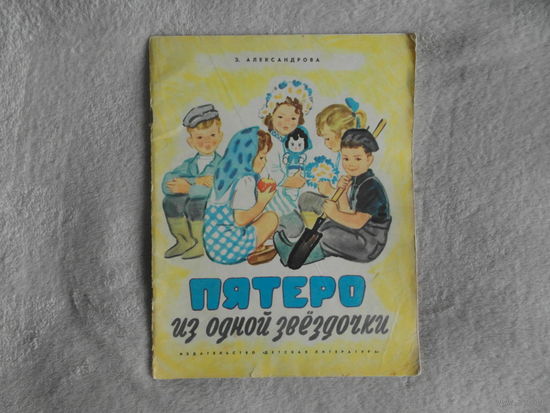 З. АЛЕКСАНДРОВА
ПЯТЕРО
из одной звёздочки
ИЗДАТЕЛЬСТВО «ДЕТСКАЯ ЛИТЕРАТУРА»